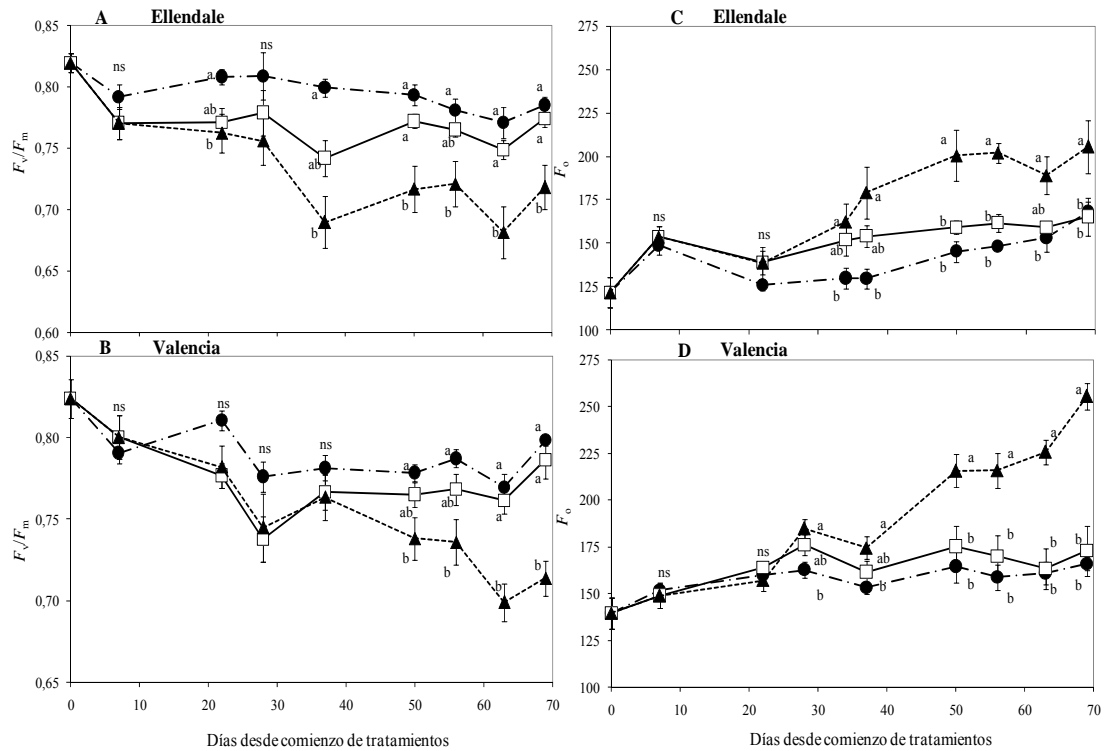 A Ellendale
0,85
0,80
0,75
0,70
0,65
0,60
Fv/Fm
ns
a
ns
a
a
a
a
a
ab
ab
a
ab
a
a
b
b
b
b
b
b
C Ellendale
275
250
225
200
175
150
125
100
Fo
ns
ns
a
a
a
a
a
a
ab
ab
b
b
ab
b
b
b
b
b
b
b
B Valencia
0,85
0,80
0,75
0,70
0,65
Fv/Fm
ns
ns
ns
ns
a
a
a
a
ab
ab
a
a
b
b
b
b
0 10 20 30 40 50 60 70
D Valencia
275
250
225
200
175
150
125
100
Fo
ns
ns
a
a
a
a
a
a
ab
ab
b
b
b
b
b
b
b
b
b
b
0 10 20 30 40 50 60 70
Días desde comienzo de tratamientos
Días desde comienzo de tratamientos